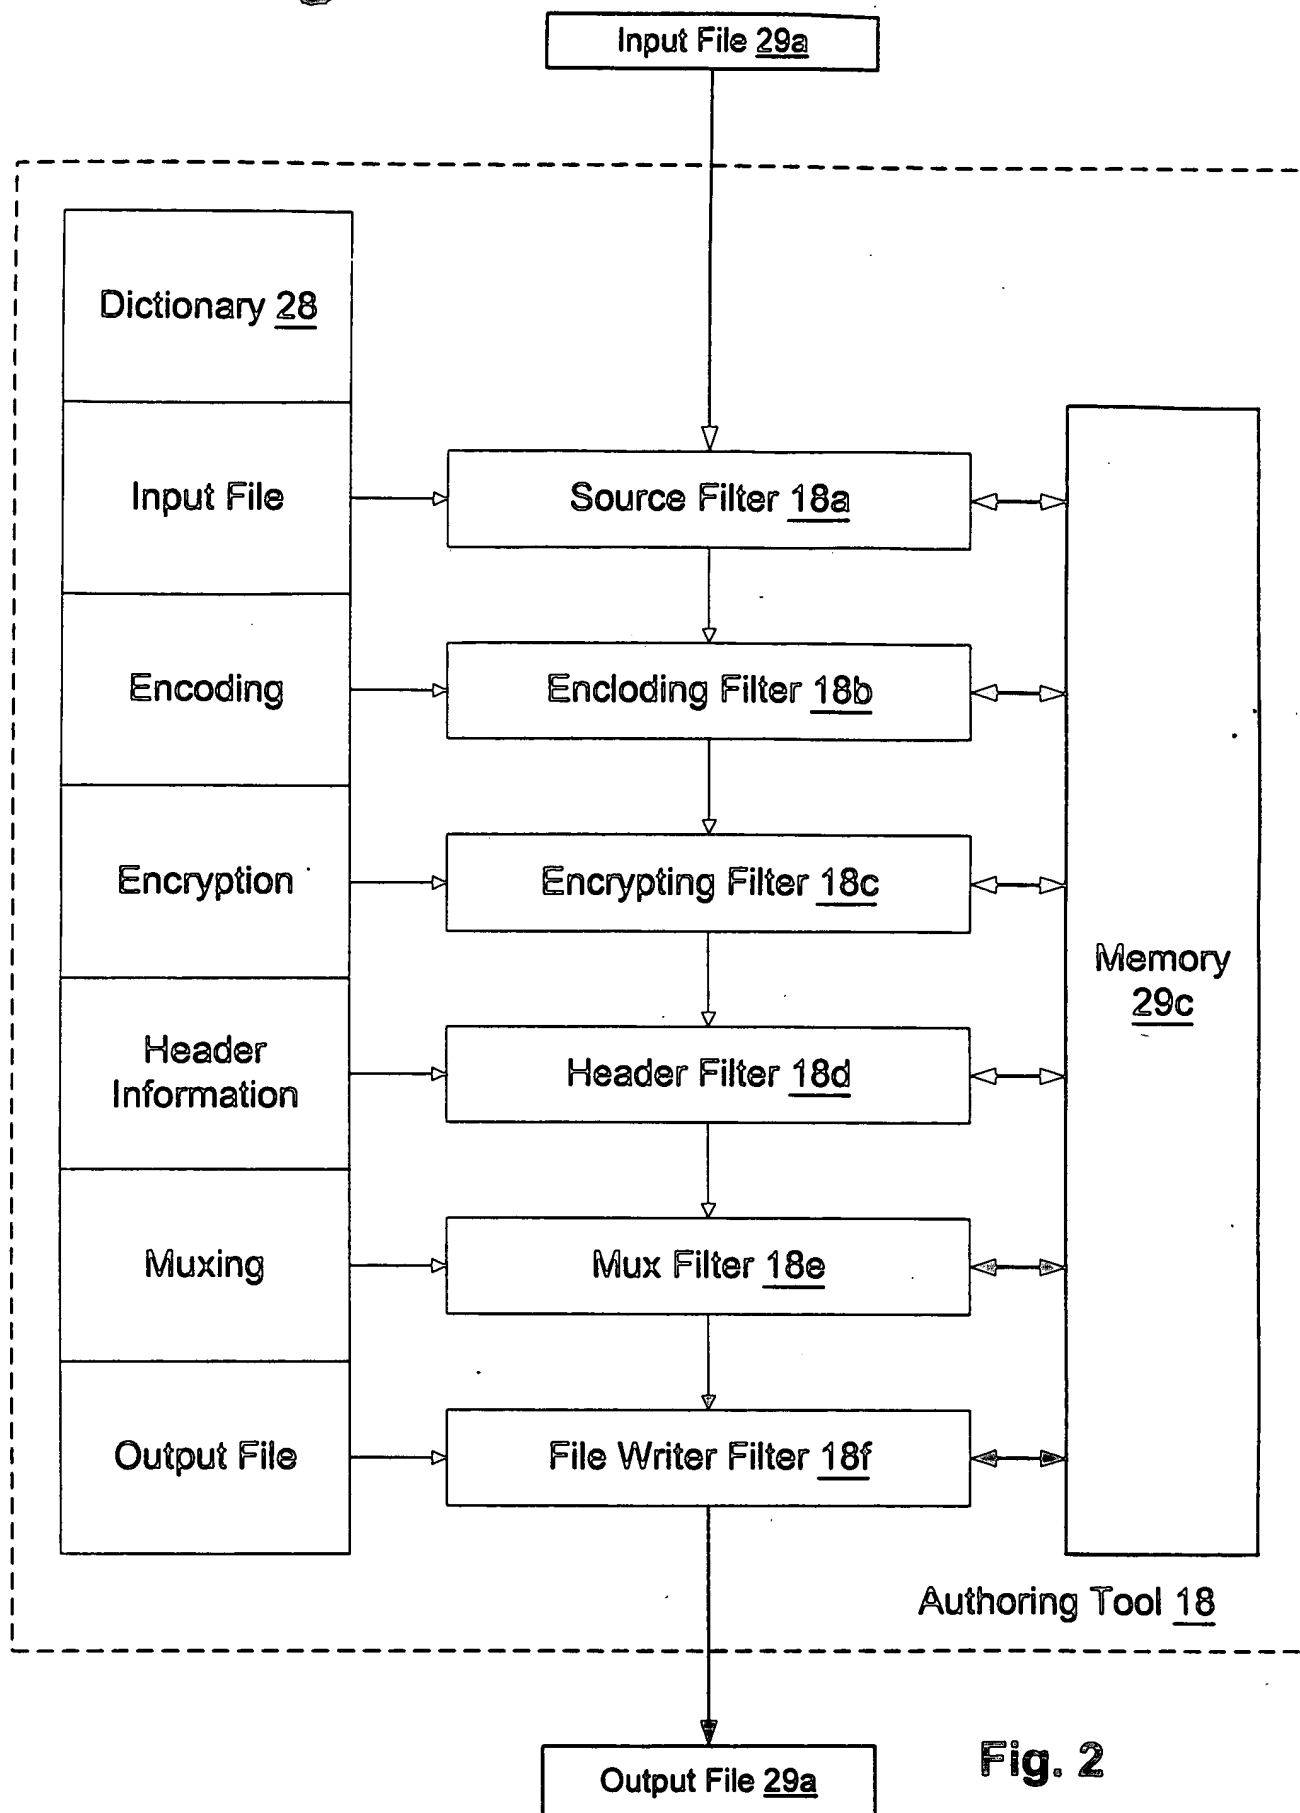 Input File 29a
Dictionary 28
Input File
Source Filter 18a
Encoding
Encloding Filter 18b
Encryption
Encrypting Filter 18c
Memory
29c
Header
Information
Header Filter 18d
Muxing
Mux Filter 18e
Output File
File Writer Filter 18f
Authoring Tool 18
Output File 29a
Fig. 2